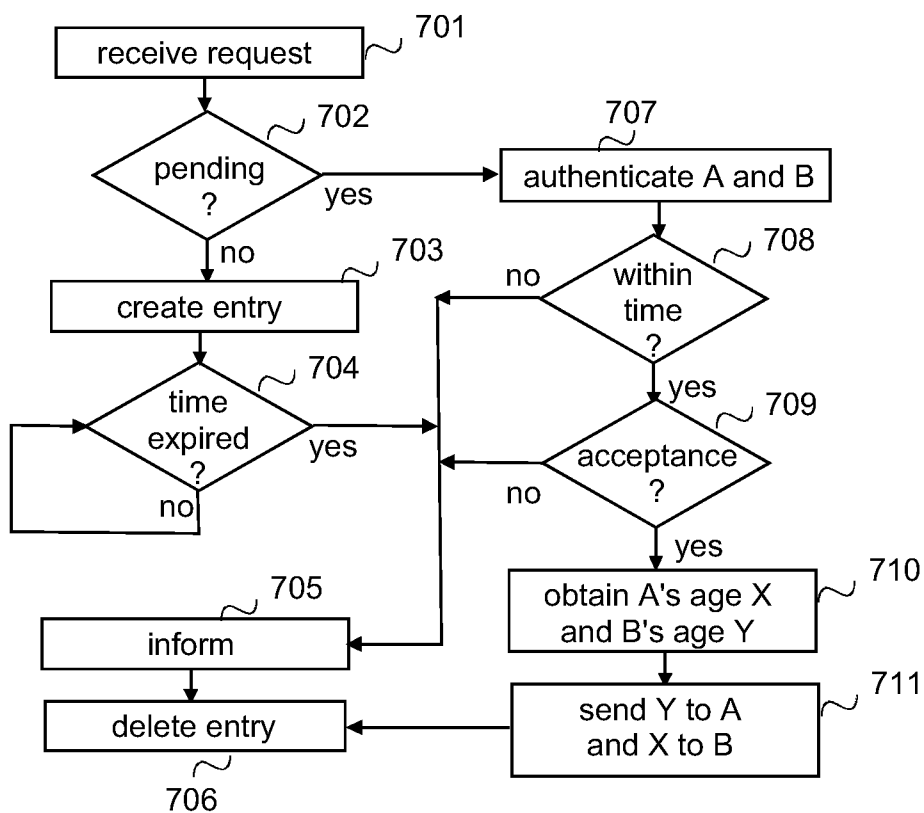 receive request
701
702
pending
?
yes
no
707
authenticate A and B
703
create entry
708
within
time
?
no
yes
704
time
expired
?
yes
no
709
acceptance
?
no
yes
710
obtain A's age X
and B's age Y
705
inform
711
send Y to A
and X to B
delete entry
706